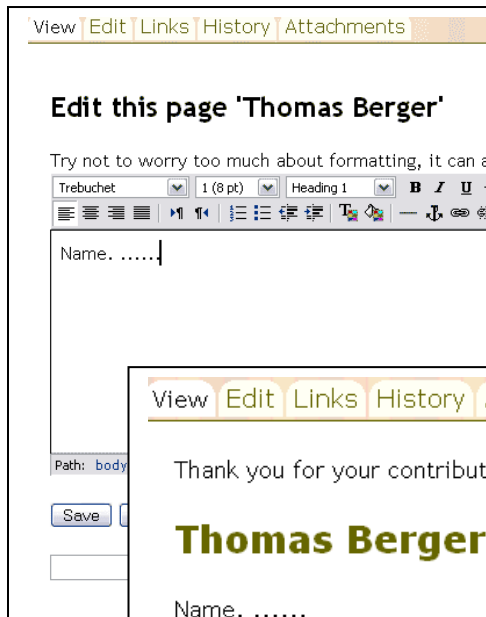 View Edit Links History Attachments
Edit this page 'Thomas Berger'
Try not to worry too much about formatting, it can a
Trebuchet 1 (8 pt) Heading 1 B I U
Name. ......
Path: body
Save
View Edit Links History
Thank you for your contribut
Thomas Berger
Name. ......